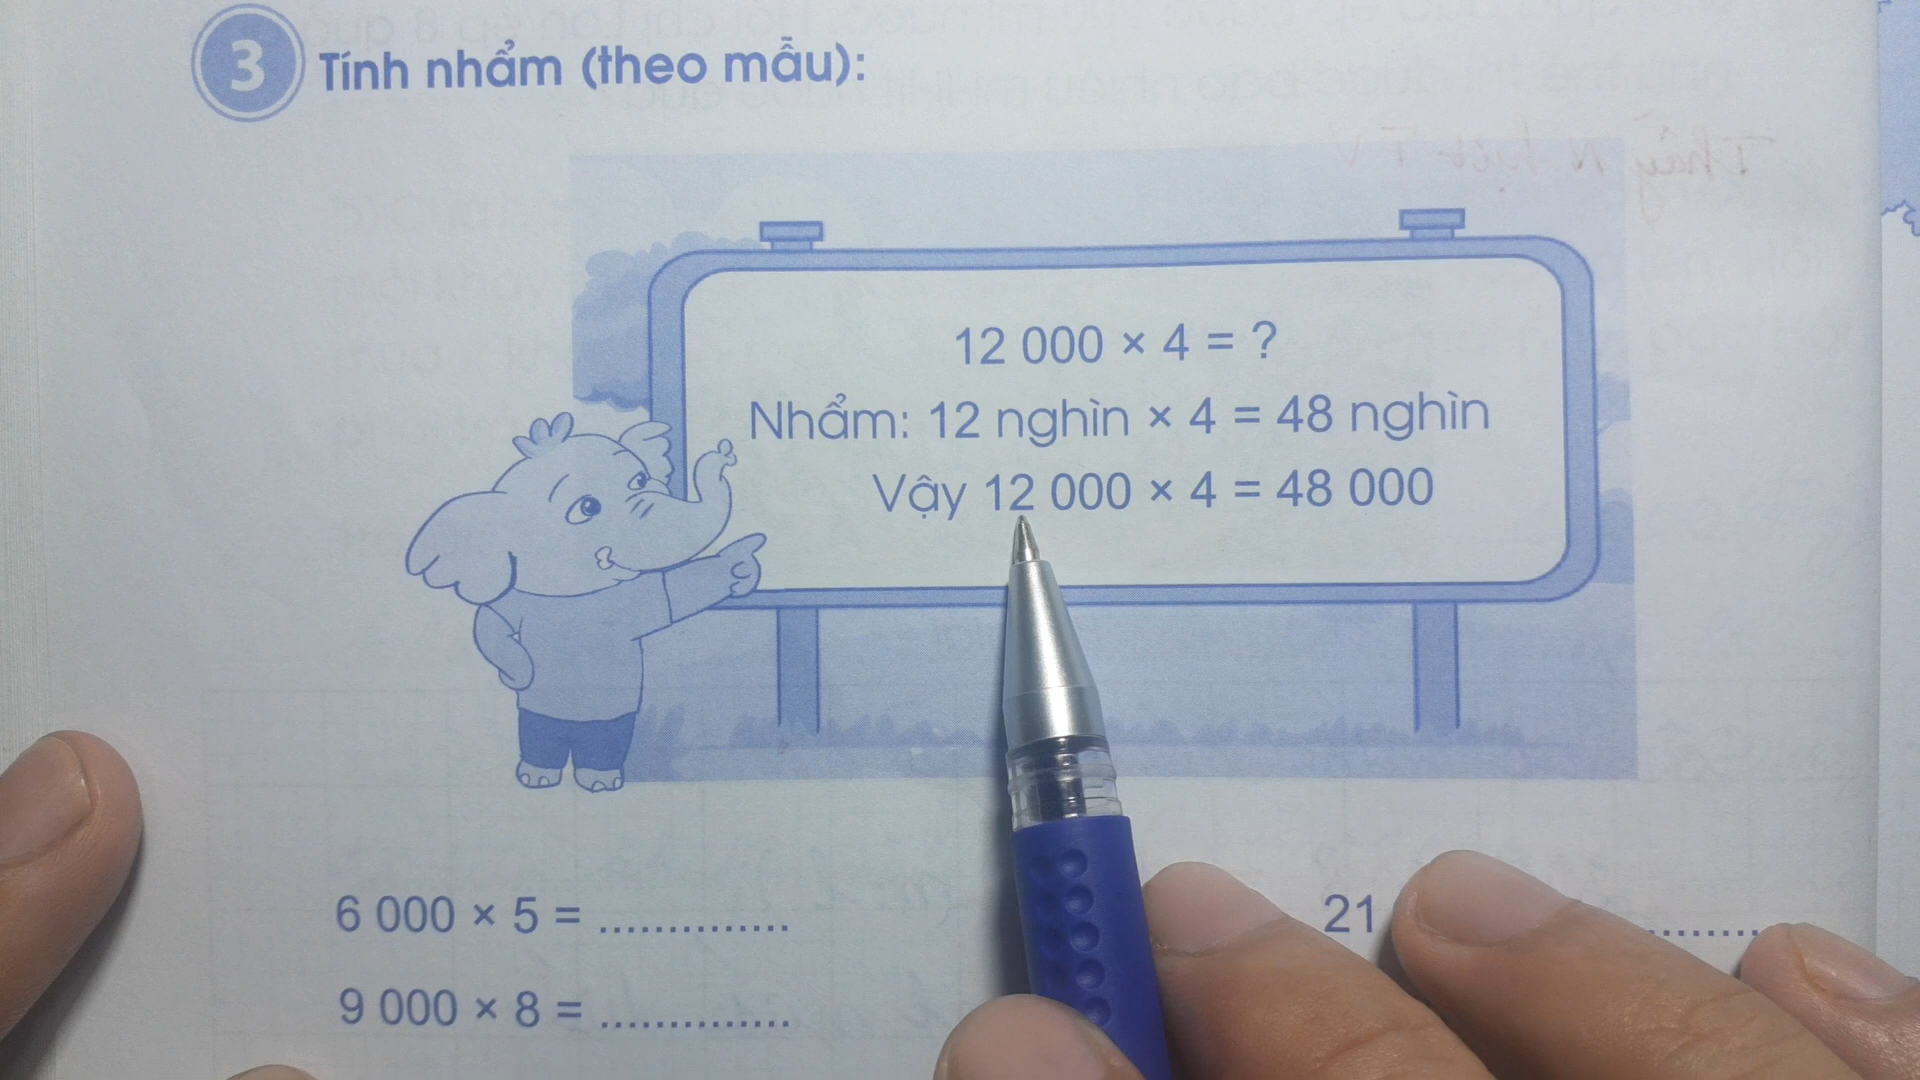 3 Tính nhẩm (theo mẫu):
12 000 × 4 = ?
Nhẩm: 12 nghìn × 4 = 48 nghìn
Vậy 12 000 × 4 = 48 000
6 000 × 5 = ..............
21 ........
9 000 × 8 = ..............